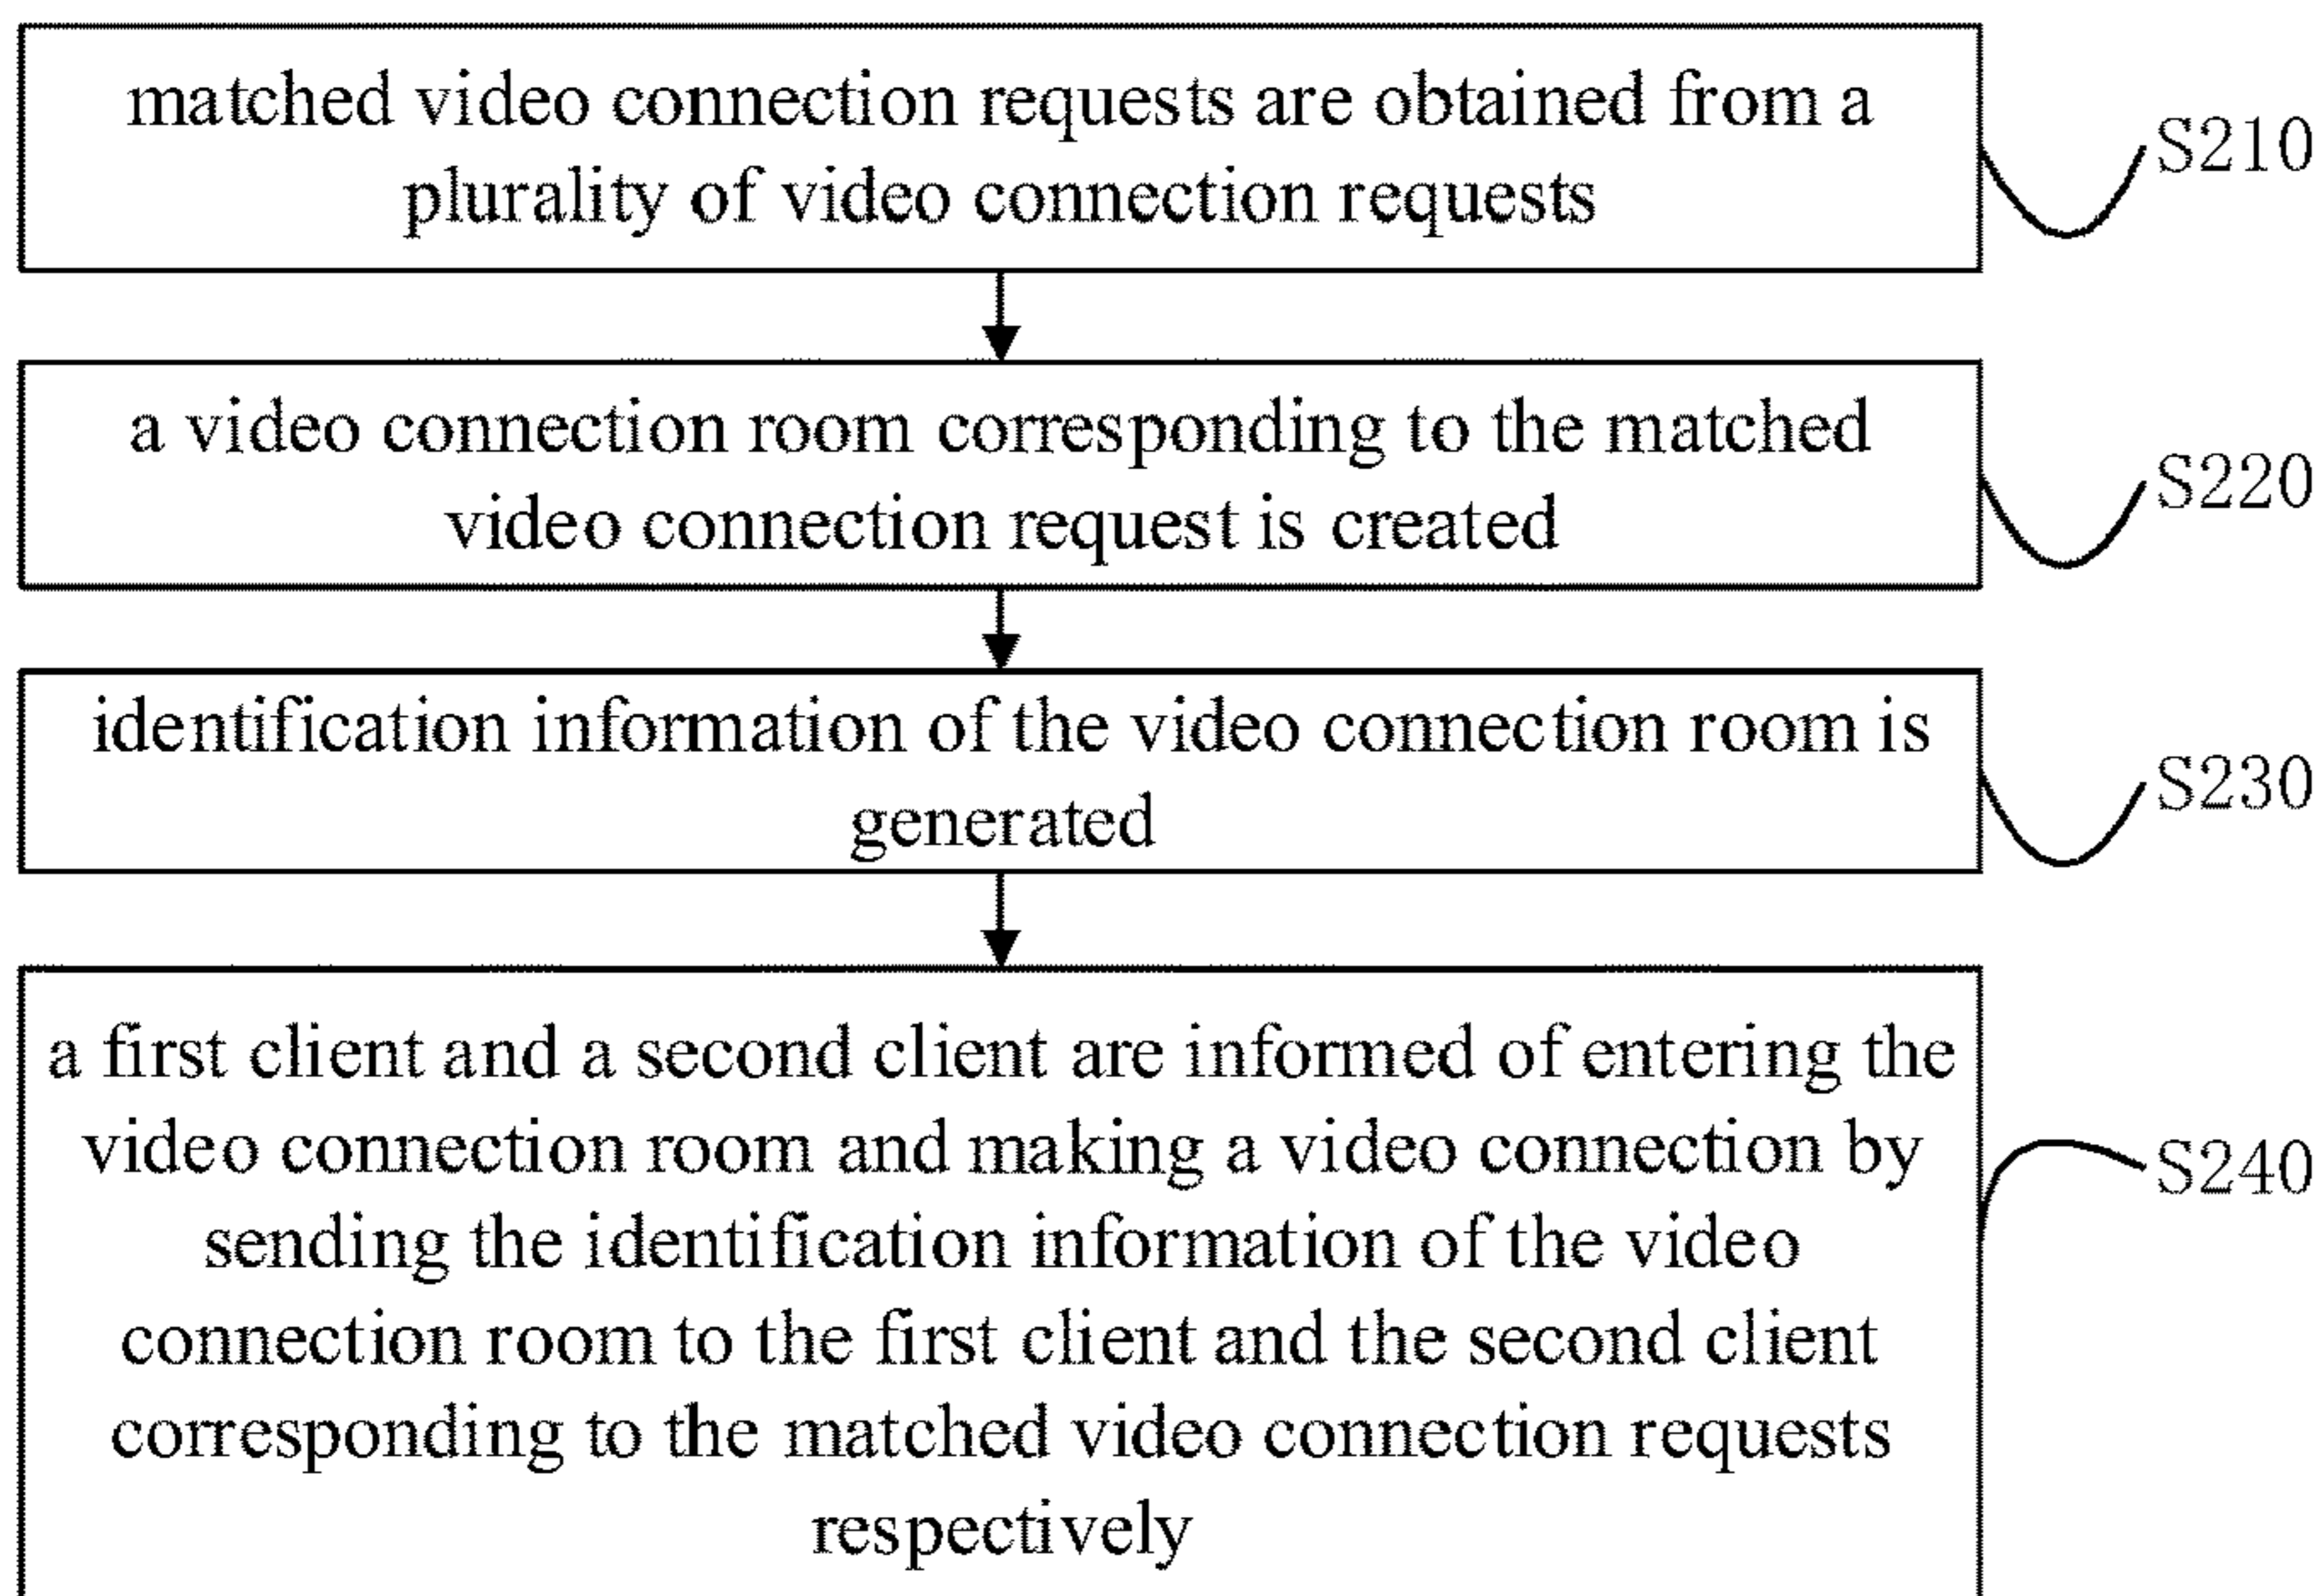 matched video connection requests are obtained from a
plurality of video connection requests
S210
a video connection room corresponding to the matched
video connection request is created
S220
identification information of the video connection room is
generated
S230
a first client and a second client are informed of entering the
video connection room and making a video connection by
sending the identification information of the video
connection room to the first client and the second client
corresponding to the matched video connection requests
respectively
S240